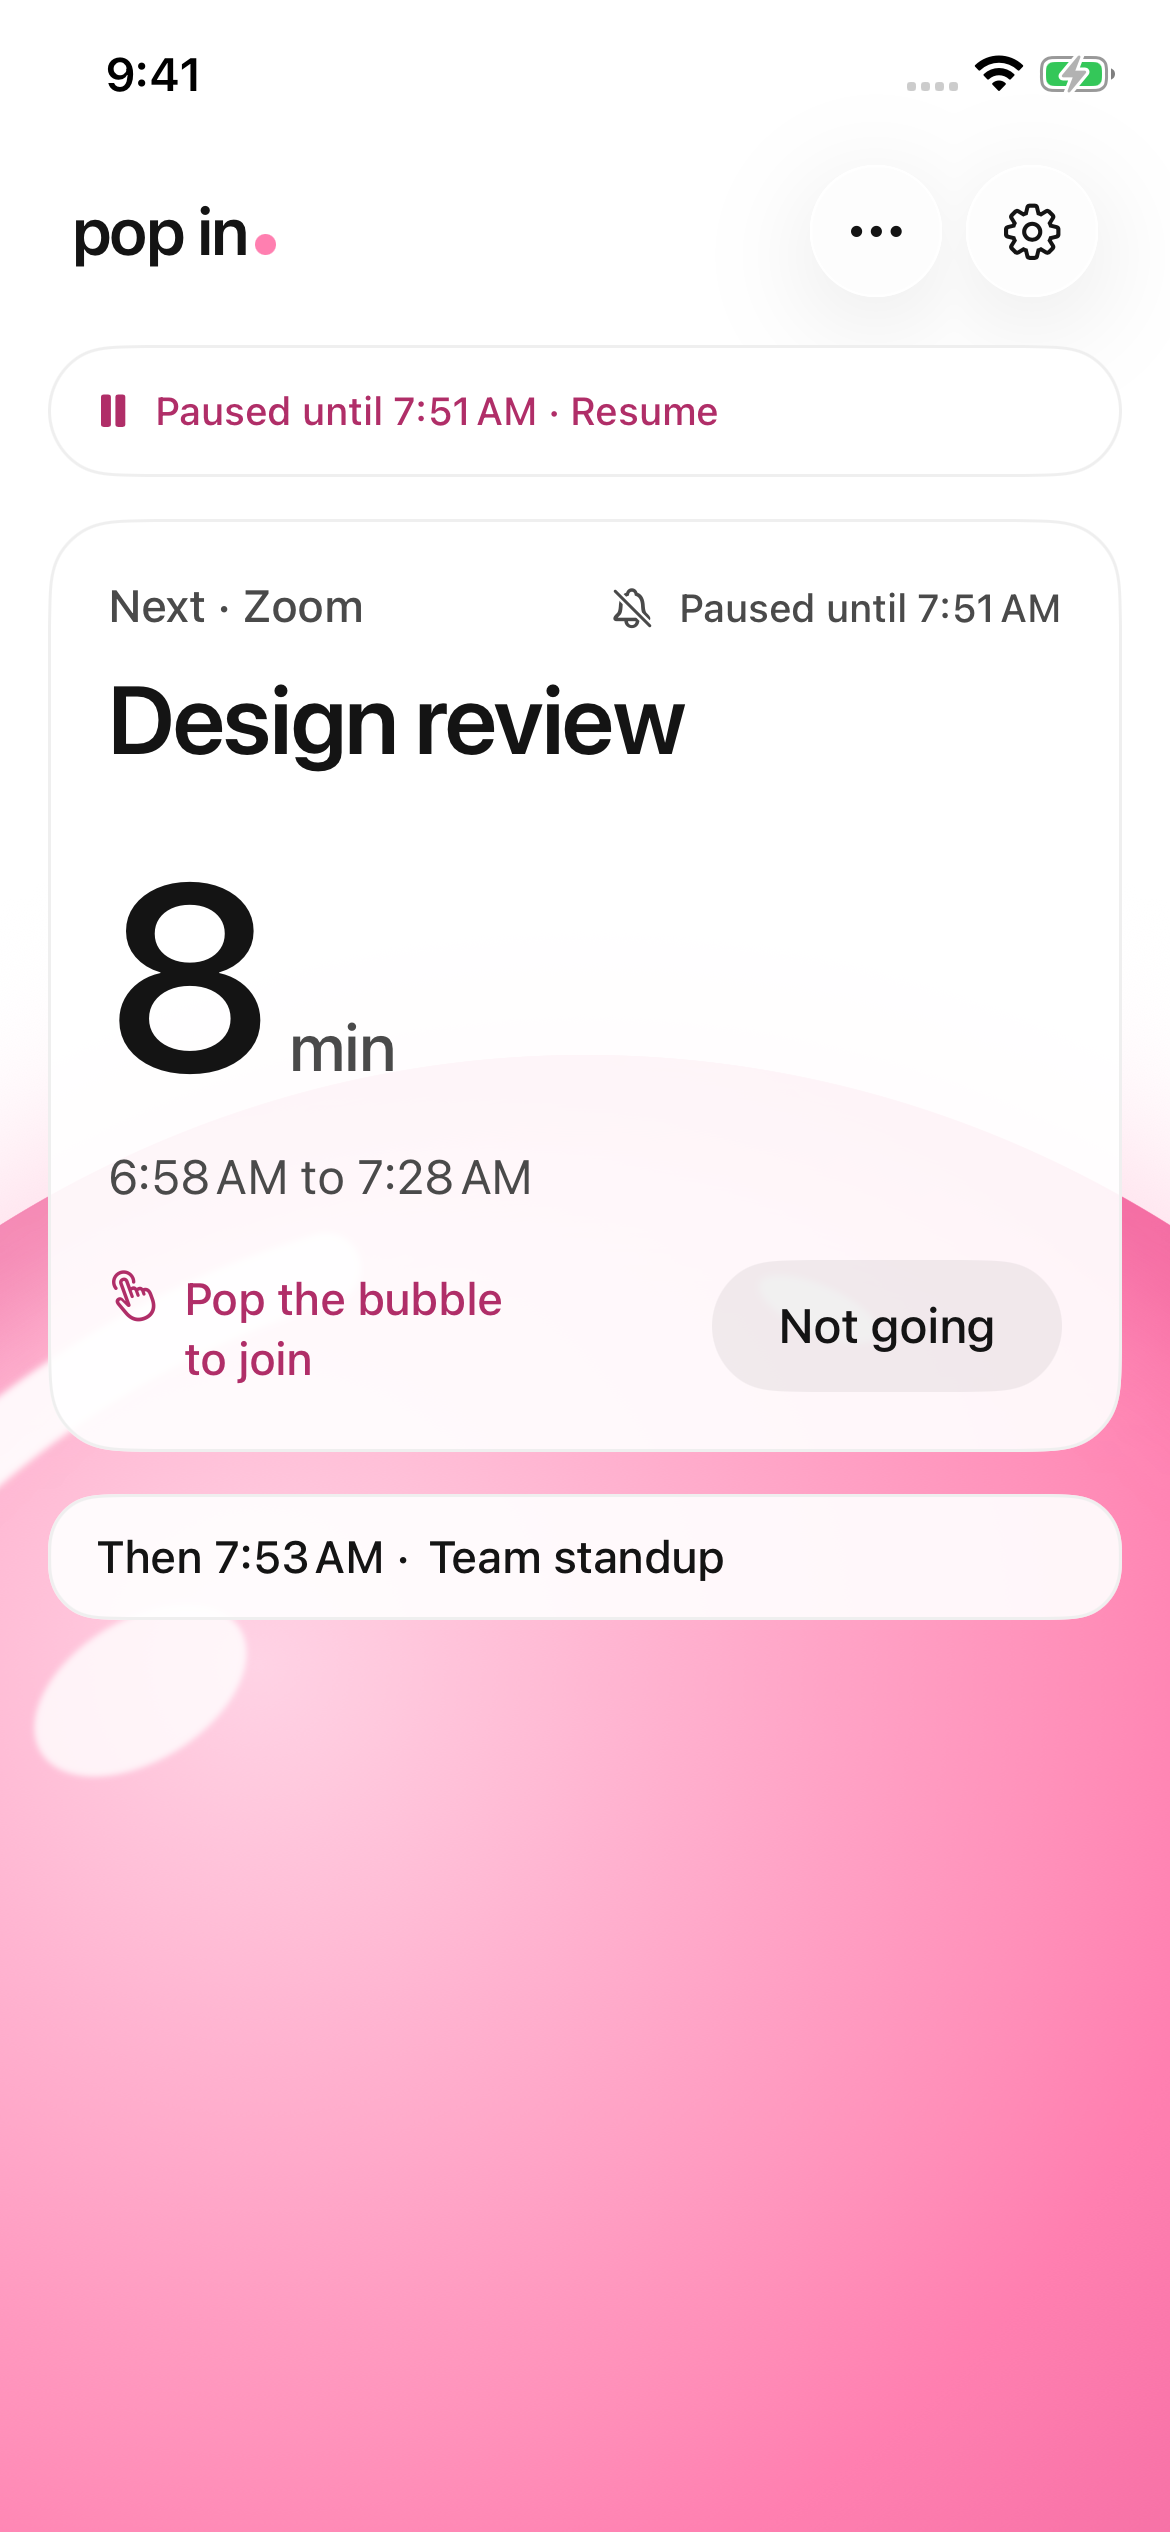 9:41
pop in.
Paused until 7:51 AM · Resume
Next · Zoom
Paused until 7:51 AM
Design review
8 min
6:58 AM to 7:28 AM
Pop the bubble
to join
Not going
Then 7:53 AM · Team standup